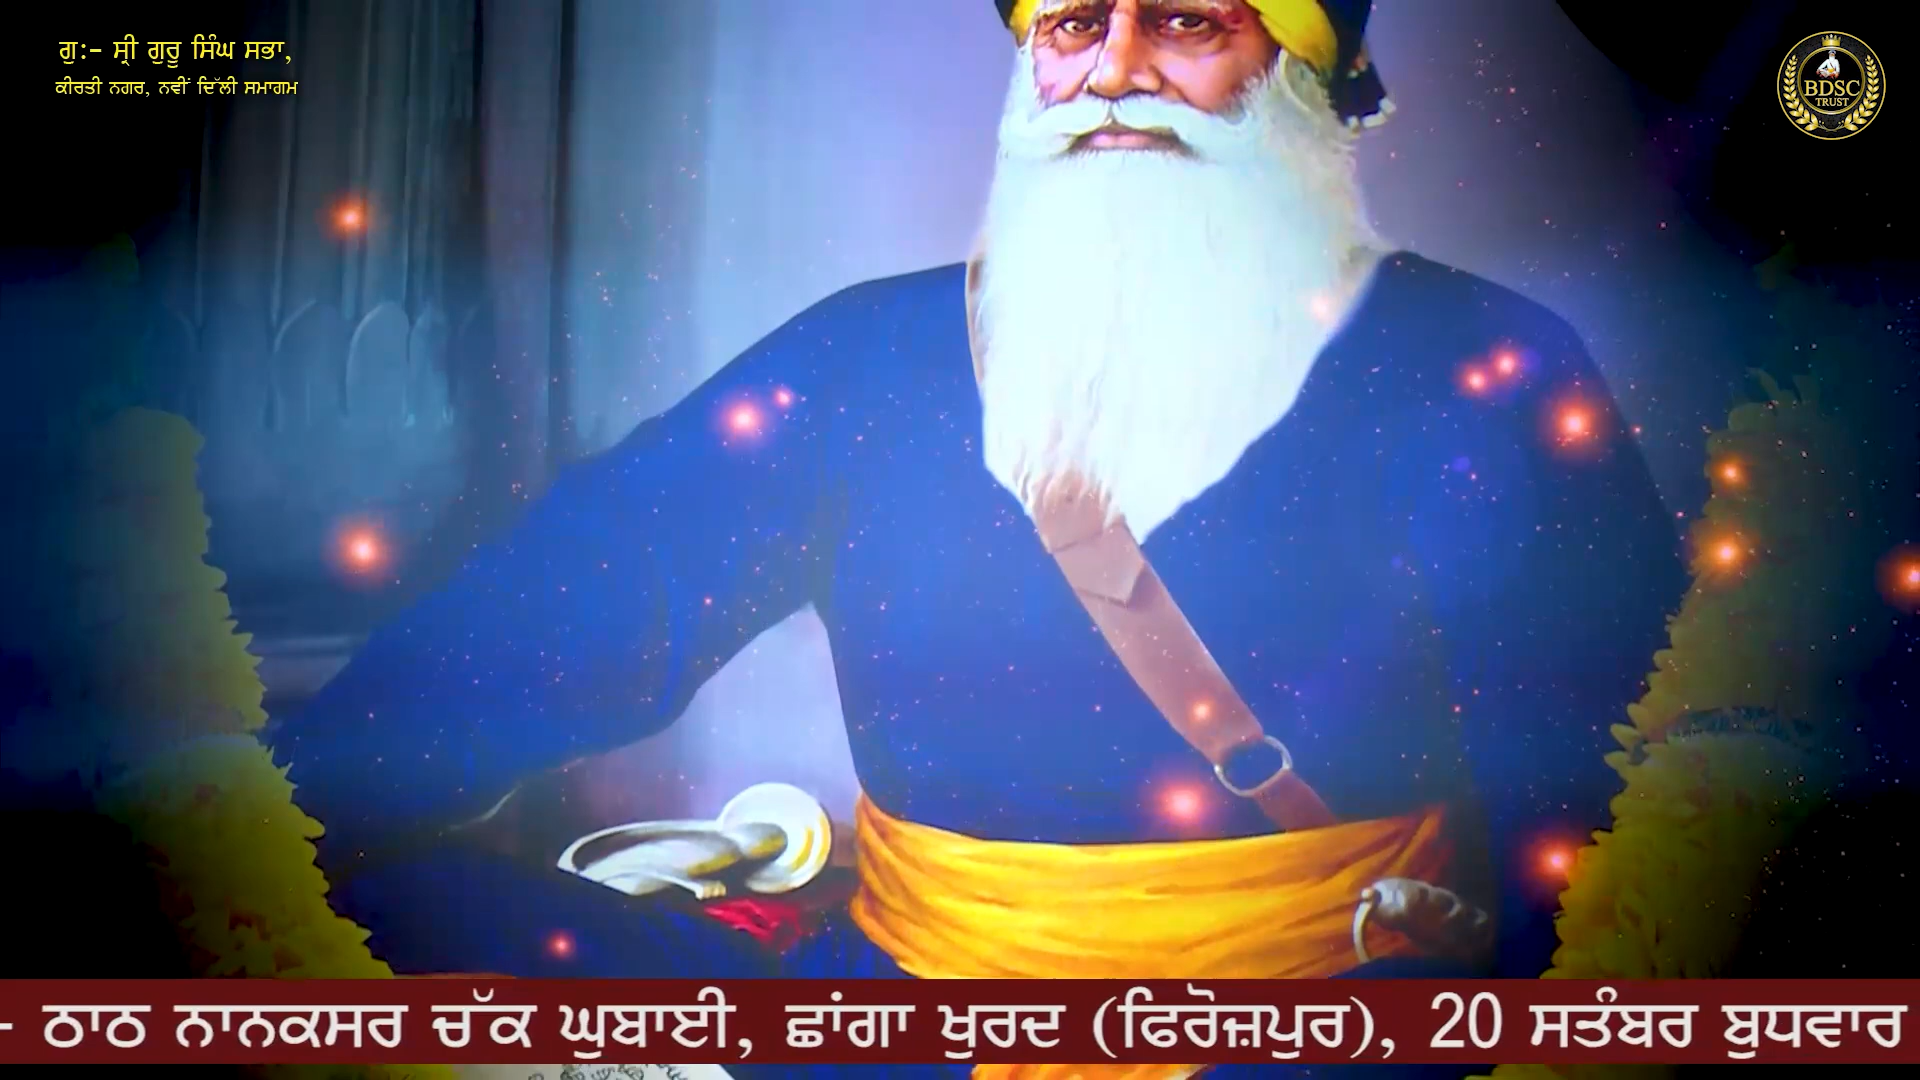 ਗੁ:- ਸ੍ਰੀ ਗੁਰੂ ਸਿੰਘ ਸਭਾ,
ਕੀਰਤੀ ਨਗਰ, ਨਵੀਂ ਦਿੱਲੀ ਸਮਾਗਮ
BDSC
TRUST
- ਠਾਠ ਨਾਨਕਸਰ ਚੱਕ ਘੁਬਾਈ, ਛਾਂਗਾ ਖੁਰਦ (ਫਿਰੋਜ਼ਪੁਰ), 20 ਸਤੰਬਰ ਬੁਧਵਾਰ